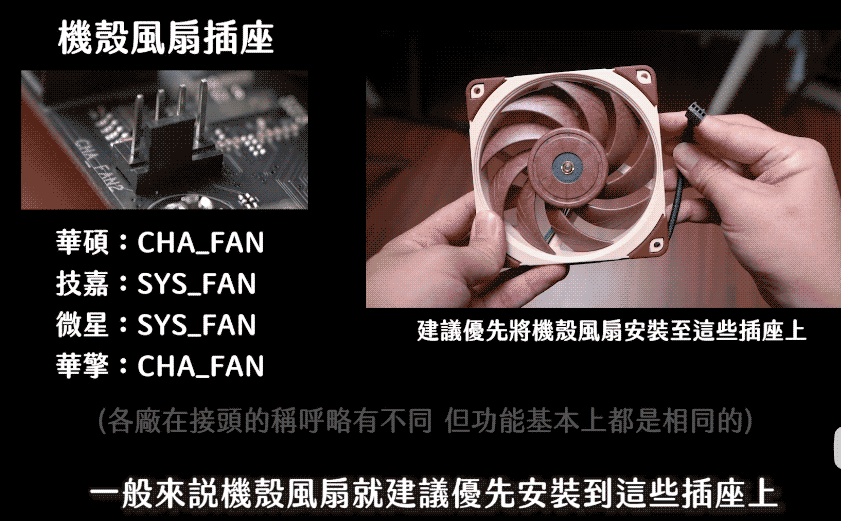 機殼風扇插座
CHA_FAN2
華碩：CHA_FAN
技嘉：SYS_FAN
微星：SYS_FAN
華擎：CHA_FAN
建議優先將機殼風扇安裝至這些插座上
(各廠在接頭的稱呼略有不同 但功能基本上都是相同的)
一般來説機殼風扇就建議優先安裝到這些插座上